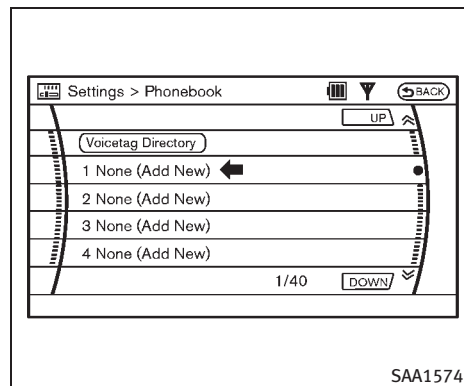 Settings > Phonebook BACK
UP
Voicetag Directory
1 None (Add New)
2 None (Add New)
3 None (Add New)
4 None (Add New)
1/40 DOWN
SAA1574